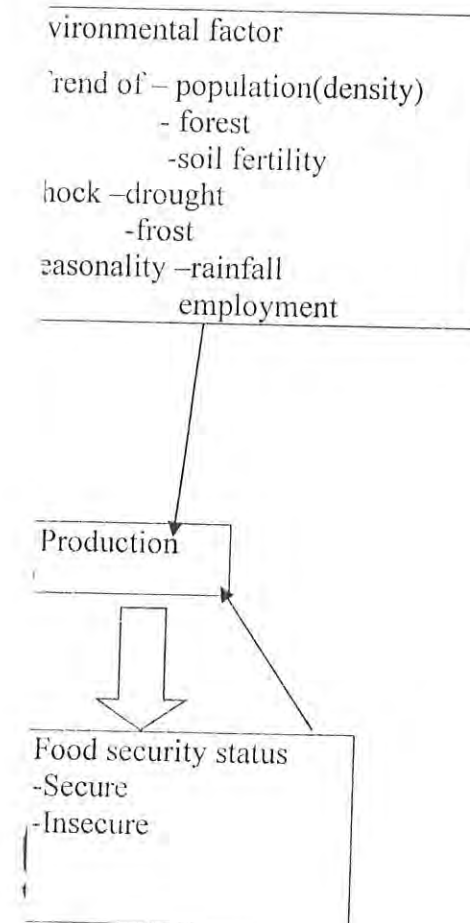 vironmental factor
rend of – population(density)
- forest
-soil fertility
hock –drought
-frost
easonality –rainfall
employment
Production
Food security status
-Secure
-Insecure